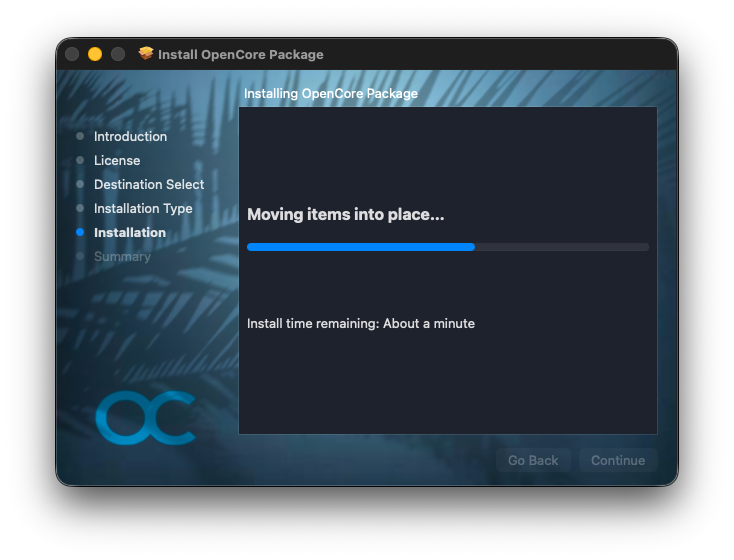 Install OpenCore Package
Installing OpenCore Package
Introduction
License
Destination Select
Installation Type
Installation
Summary
Moving items into place...
Install time remaining: About a minute
OC
Go Back
Continue